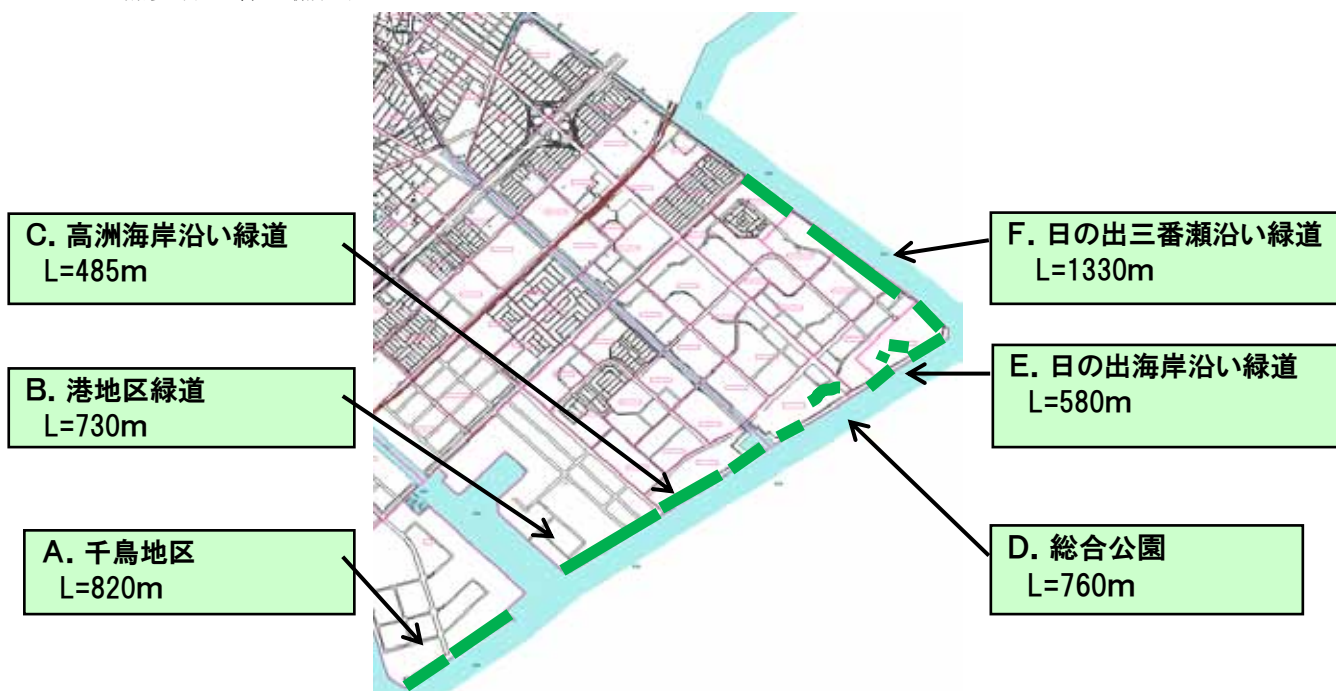 C. 高洲海岸沿い緑道
L=485m
B. 港地区緑道
L=730m
A. 千鳥地区
L=820m
F. 日の出三番瀬沿い緑道
L=1330m
E. 日の出海岸沿い緑道
L=580m
D. 総合公園
L=760m